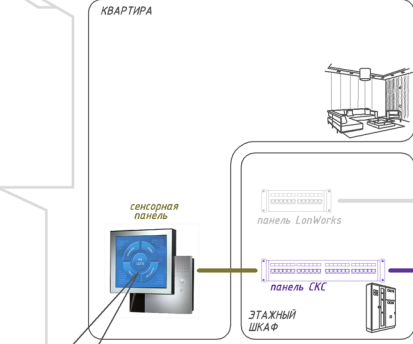 КВАРТИРА
сенсорная
панель
панель LonWorks
панель СКС
ЭТАЖНЫЙ
ШКАФ